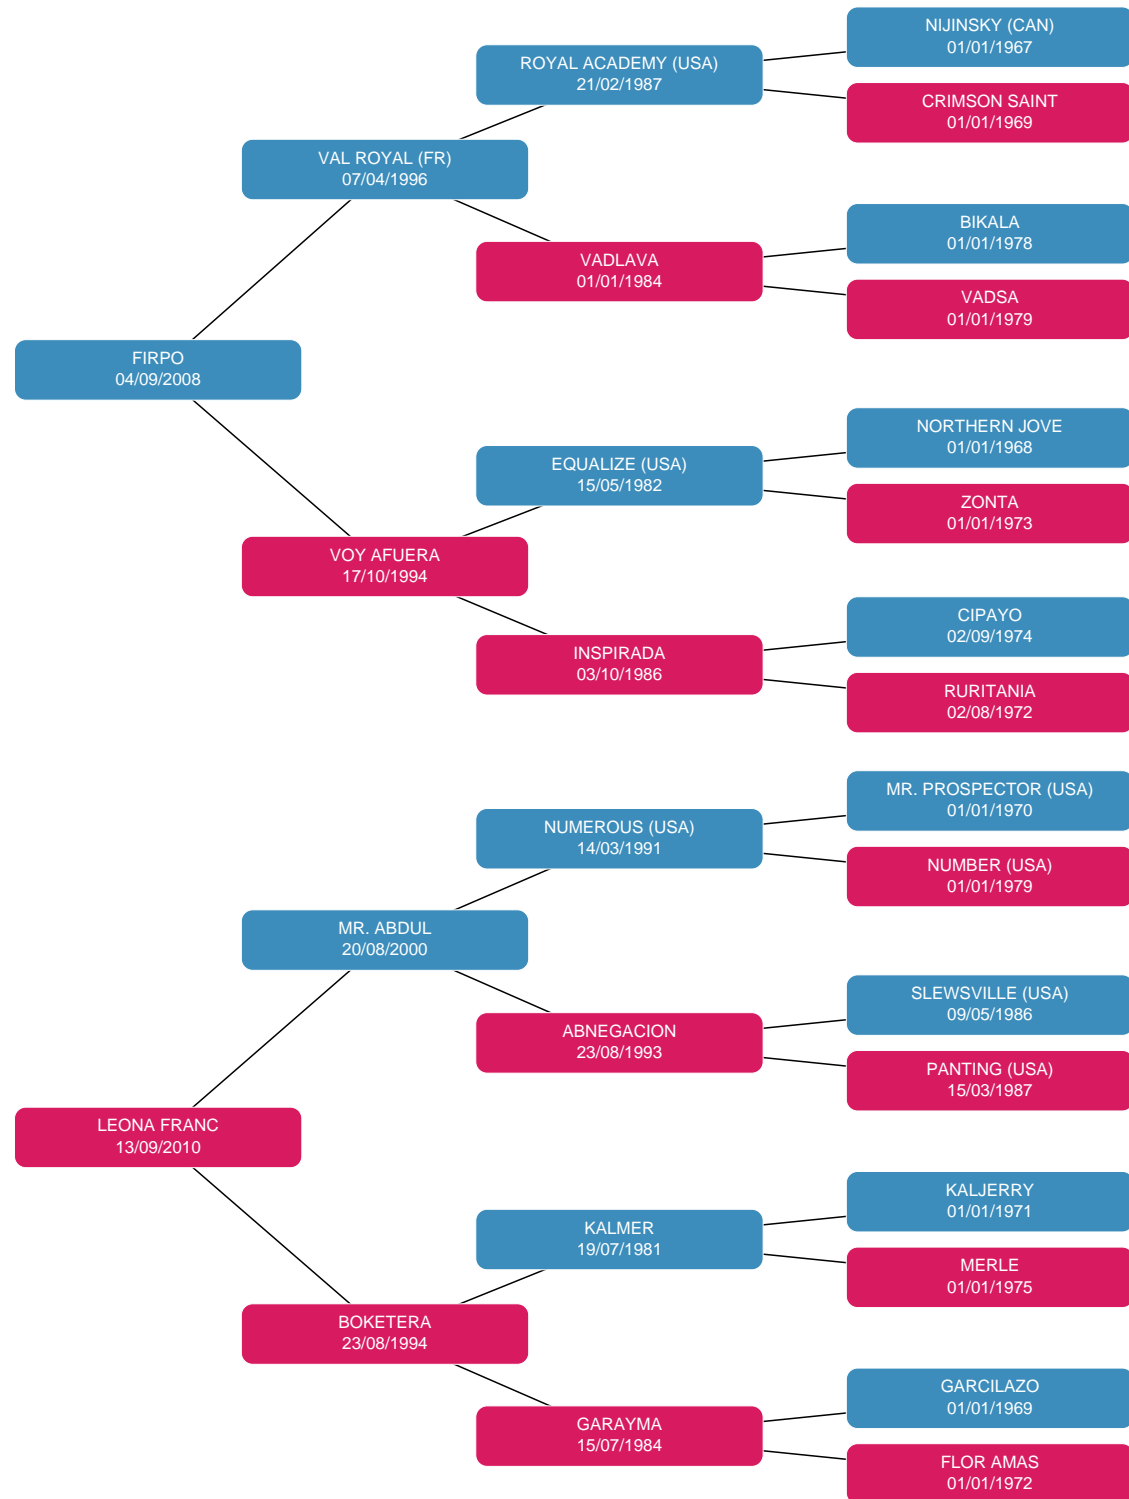 NIJINSKY (CAN)
01/01/1967
ROYAL ACADEMY (USA)
21/02/1987
CRIMSON SAINT
01/01/1969
VAL ROYAL (FR)
07/04/1996
BIKALA
01/01/1978
VADLAVA
01/01/1984
VADSA
01/01/1979
FIRPO
04/09/2008
NORTHERN JOVE
01/01/1968
EQUALIZE (USA)
15/05/1982
ZONTA
01/01/1973
VOY AFUERA
17/10/1994
CIPAYO
02/09/1974
INSPIRADA
03/10/1986
RURITANIA
02/08/1972
MR. PROSPECTOR (USA)
01/01/1970
NUMEROUS (USA)
14/03/1991
NUMBER (USA)
01/01/1979
MR. ABDUL
20/08/2000
SLEWSVILLE (USA)
09/05/1986
ABNEGACION
23/08/1993
PANTING (USA)
15/03/1987
LEONA FRANC
13/09/2010
KALJERRY
01/01/1971
KALMER
19/07/1981
MERLE
01/01/1975
BOKETERA
23/08/1994
GARCILAZO
01/01/1969
GARAYMA
15/07/1984
FLOR AMAS
01/01/1972